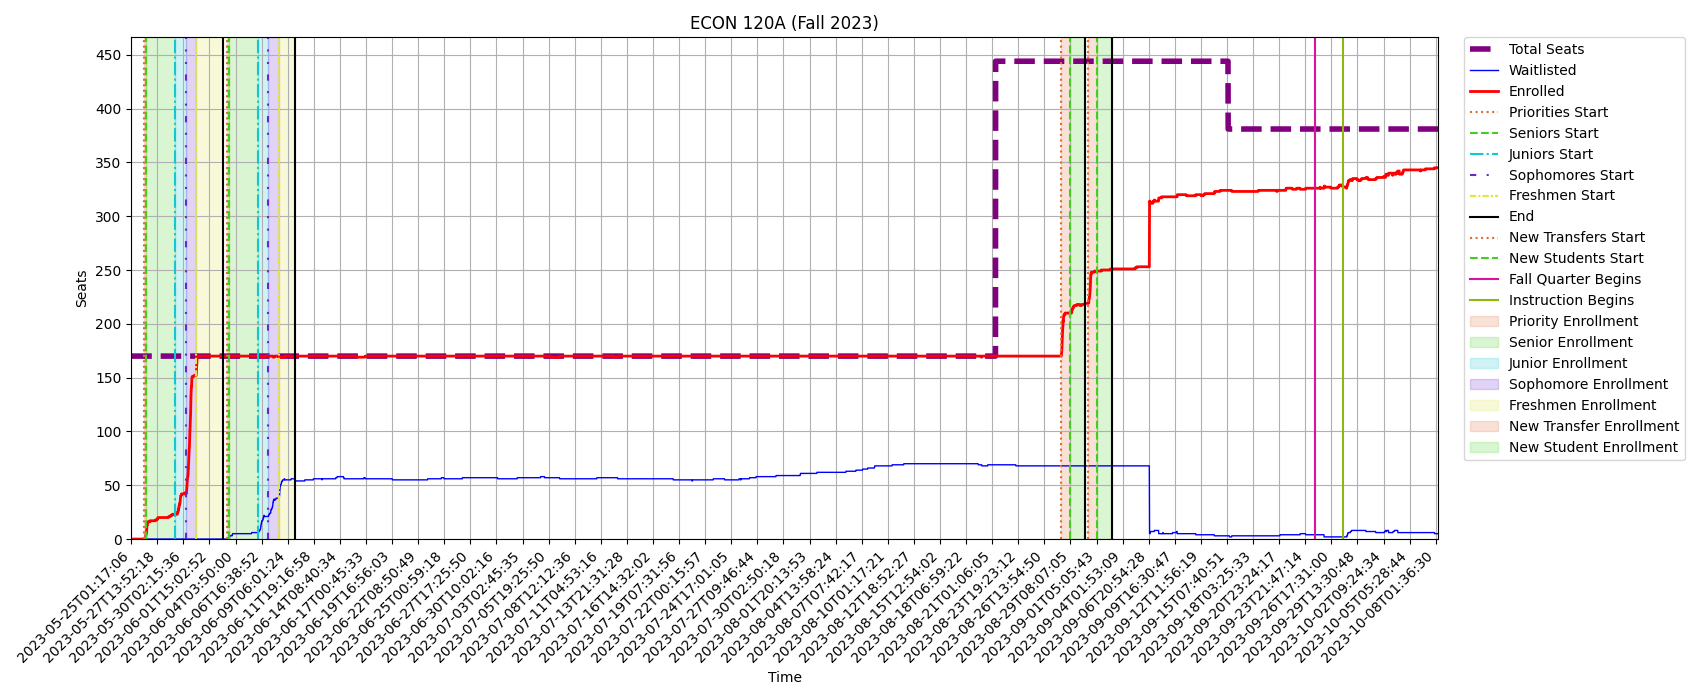 ECON 120A (Fall 2023)
Seats
450
400
350
300
250
200
150
100
50
0
2023-05-25T01:17:06
2023-05-27T13:52:18
2023-05-30T02:15:36
2023-06-01T15:02:52
2023-06-04T03:50:00
2023-06-06T16:38:52
2023-06-09T06:01:24
2023-06-11T19:16:58
2023-06-14T08:40:34
2023-06-17T00:45:33
2023-06-19T16:56:03
2023-06-22T08:50:49
2023-06-25T00:59:18
2023-06-27T17:25:50
2023-06-30T10:02:16
2023-07-03T02:45:35
2023-07-05T19:25:50
2023-07-08T12:12:36
2023-07-11T04:53:16
2023-07-13T21:31:28
2023-07-16T14:32:02
2023-07-19T07:31:56
2023-07-22T00:15:57
2023-07-24T17:01:05
2023-07-27T09:46:44
2023-07-30T02:50:18
2023-08-01T20:13:53
2023-08-04T13:58:24
2023-08-07T07:42:17
2023-08-10T01:17:21
2023-08-12T18:52:27
2023-08-15T12:54:02
2023-08-18T06:59:22
2023-08-21T01:06:05
2023-08-23T19:23:12
2023-08-26T13:54:50
2023-08-29T08:07:05
2023-09-01T05:05:43
2023-09-04T01:53:09
2023-09-06T20:54:28
2023-09-09T16:30:47
2023-09-12T11:56:19
2023-09-15T07:40:51
2023-09-18T03:25:33
2023-09-20T23:24:17
2023-09-23T21:47:14
2023-09-26T17:31:00
2023-09-29T13:30:48
2023-10-02T09:24:34
2023-10-05T05:28:44
2023-10-08T01:36:30
Time
Total Seats
Waitlisted
Enrolled
Priorities Start
Seniors Start
Juniors Start
Sophomores Start
Freshmen Start
End
New Transfers Start
New Students Start
Fall Quarter Begins
Instruction Begins
Priority Enrollment
Senior Enrollment
Junior Enrollment
Sophomore Enrollment
Freshmen Enrollment
New Transfer Enrollment
New Student Enrollment